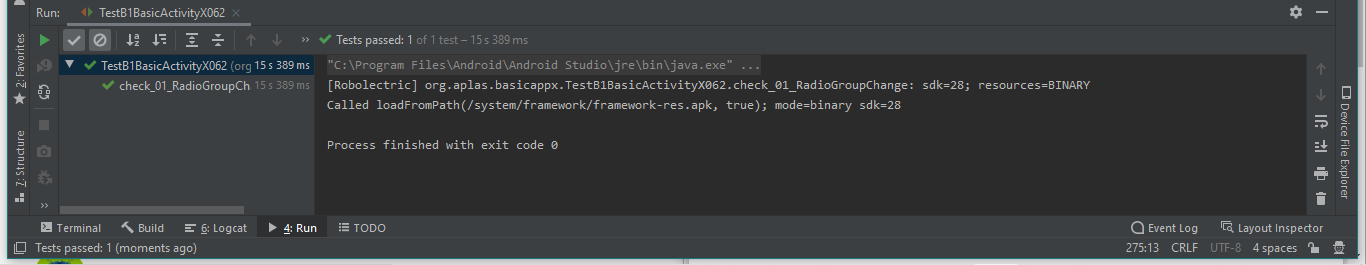 Run: TestB1BasicActivityX062 ×
» Tests passed: 1 of 1 test – 15 s 389 ms
TestB1BasicActivityX062 (org 15 s 389 ms
check_01_RadioGroupCh 15 s 389 ms
"C:\Program Files\Android\Android Studio\jre\bin\java.exe" ...
[Robolectric] org.aplas.basicappx.TestB1BasicActivityX062.check_01_RadioGroupChange: sdk=28; resources=BINARY
Called loadFromPath(/system/framework/framework-res.apk, true); mode=binary sdk=28
Process finished with exit code 0
2: Favorites
7: Structure
»
Device File Explorer
Terminal Build 6: Logcat 4: Run TODO Event Log Layout Inspector
Tests passed: 1 (moments ago) 275:13 CRLF UTF-8 4 spaces